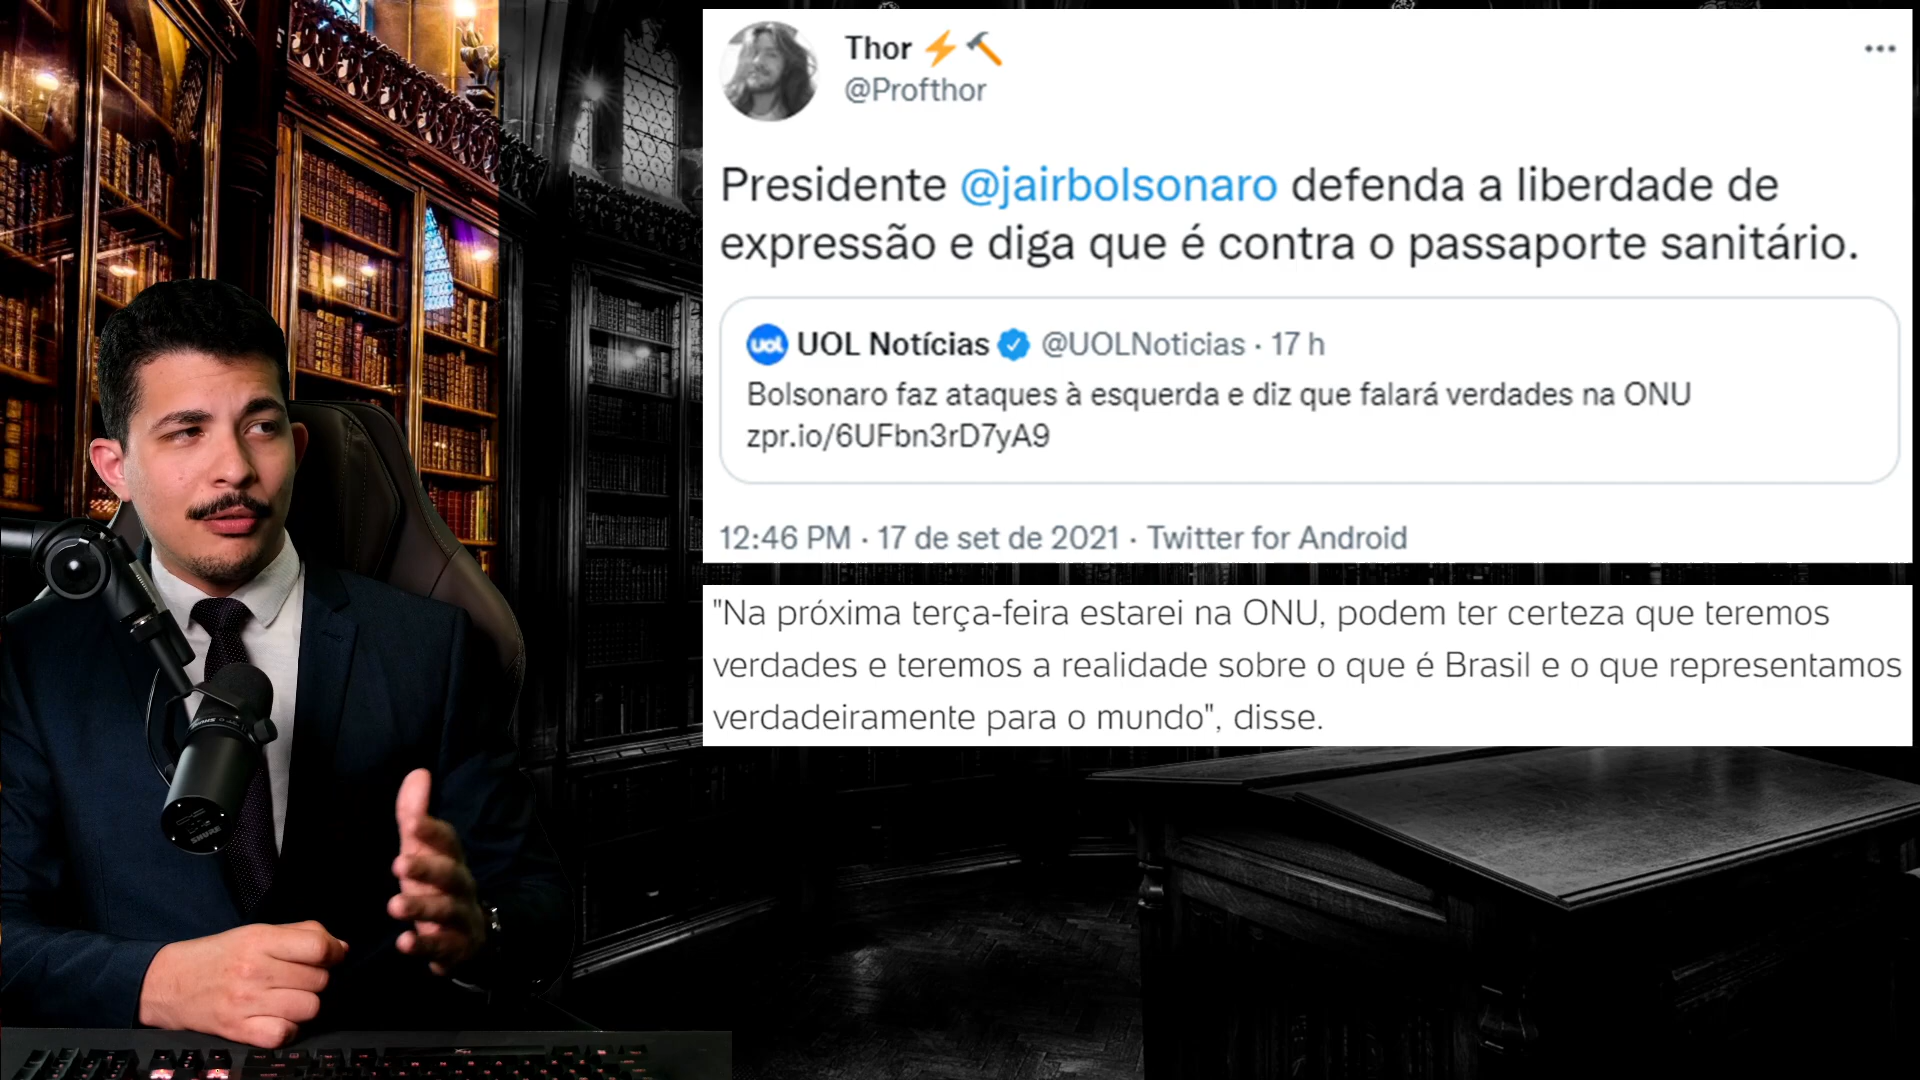 Thor ⚡🔨
@Profthor
Presidente @jairbolsonaro defenda a liberdade de
expressão e diga que é contra o passaporte sanitário.
uol UOL Notícias @UOLNoticias · 17 h
Bolsonaro faz ataques à esquerda e diz que falará verdades na ONU
zpr.io/6UFbn3rD7yA9
12:46 PM · 17 de set de 2021 · Twitter for Android
"Na próxima terça-feira estarei na ONU, podem ter certeza que teremos
verdades e teremos a realidade sobre o que é Brasil e o que representamos
verdadeiramente para o mundo", disse.
SHURE
SHURE